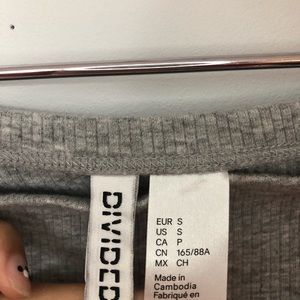 DIVIDED
EUR S
US S
CA P
CN 165/88A
MX CH
Made in
Cambodia
Fabriqué en